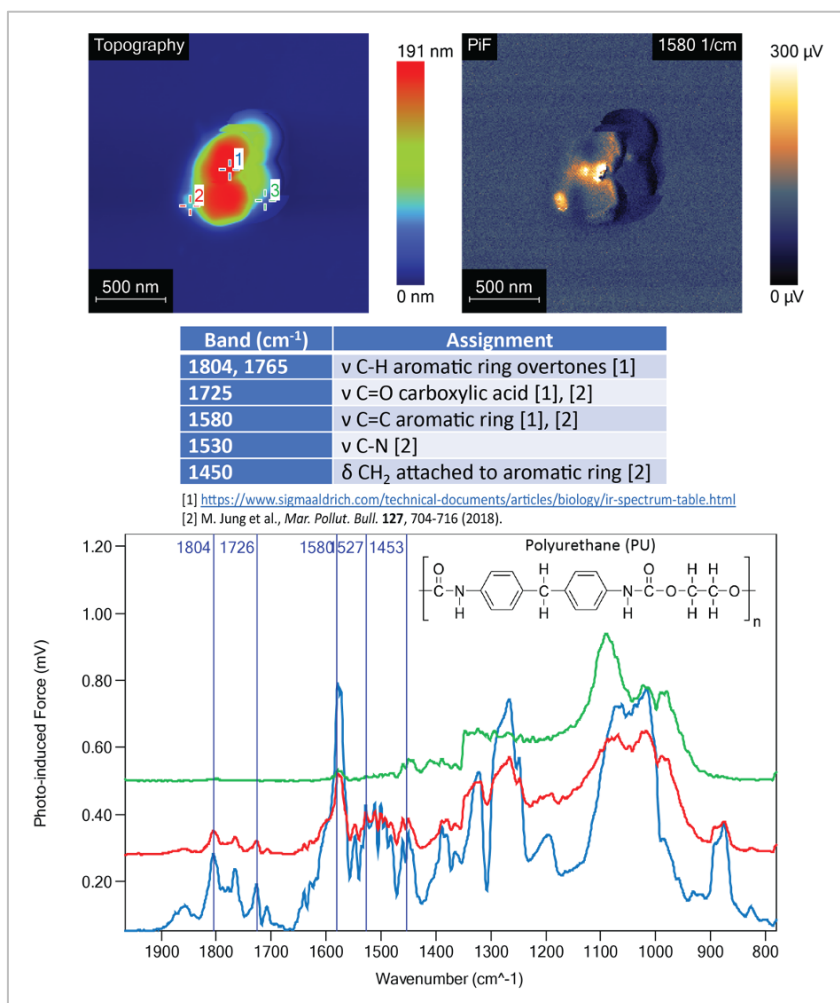 Topography
191 nm
1
2
3
500 nm
0 nm
PiF
1580 1/cm
300 µV
500 nm
0 µV
Band (cm-1) Assignment
1804, 1765 ν C-H aromatic ring overtones [1]
1725 ν C=O carboxylic acid [1], [2]
1580 ν C=C aromatic ring [1], [2]
1530 ν C-N [2]
1450 δ CH2 attached to aromatic ring [2]
[1] https://www.sigmaaldrich.com/technical-documents/articles/biology/ir-spectrum-table.html
[2] M. Jung et al., Mar. Pollut. Bull. 127, 704-716 (2018).
1804 1726 1580 1527 1453
Polyurethane (PU)
O H H O H H
C N C N C O C C O
H H H H H
n
1.20
1.00
0.80
0.60
0.40
0.20
Photo-induced Force (mV)
1900 1800 1700 1600 1500 1400 1300 1200 1100 1000 900 800
Wavenumber (cm^-1)